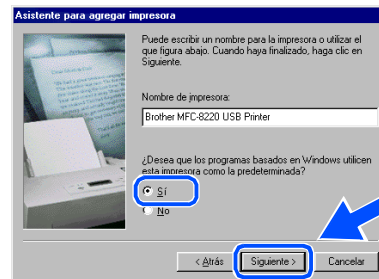 Asistente para agregar impresora
Puede escribir un nombre para la impresora o utilizar el
que figura abajo. Cuando haya finalizado, haga clic en
Siguiente.
Nombre de impresora:
Brother MFC-8220 USB Printer
¿Desea que los programas basados en Windows utilicen
esta impresora como la predeterminada?
Sí
No
< Atrás
Siguiente >
Cancelar